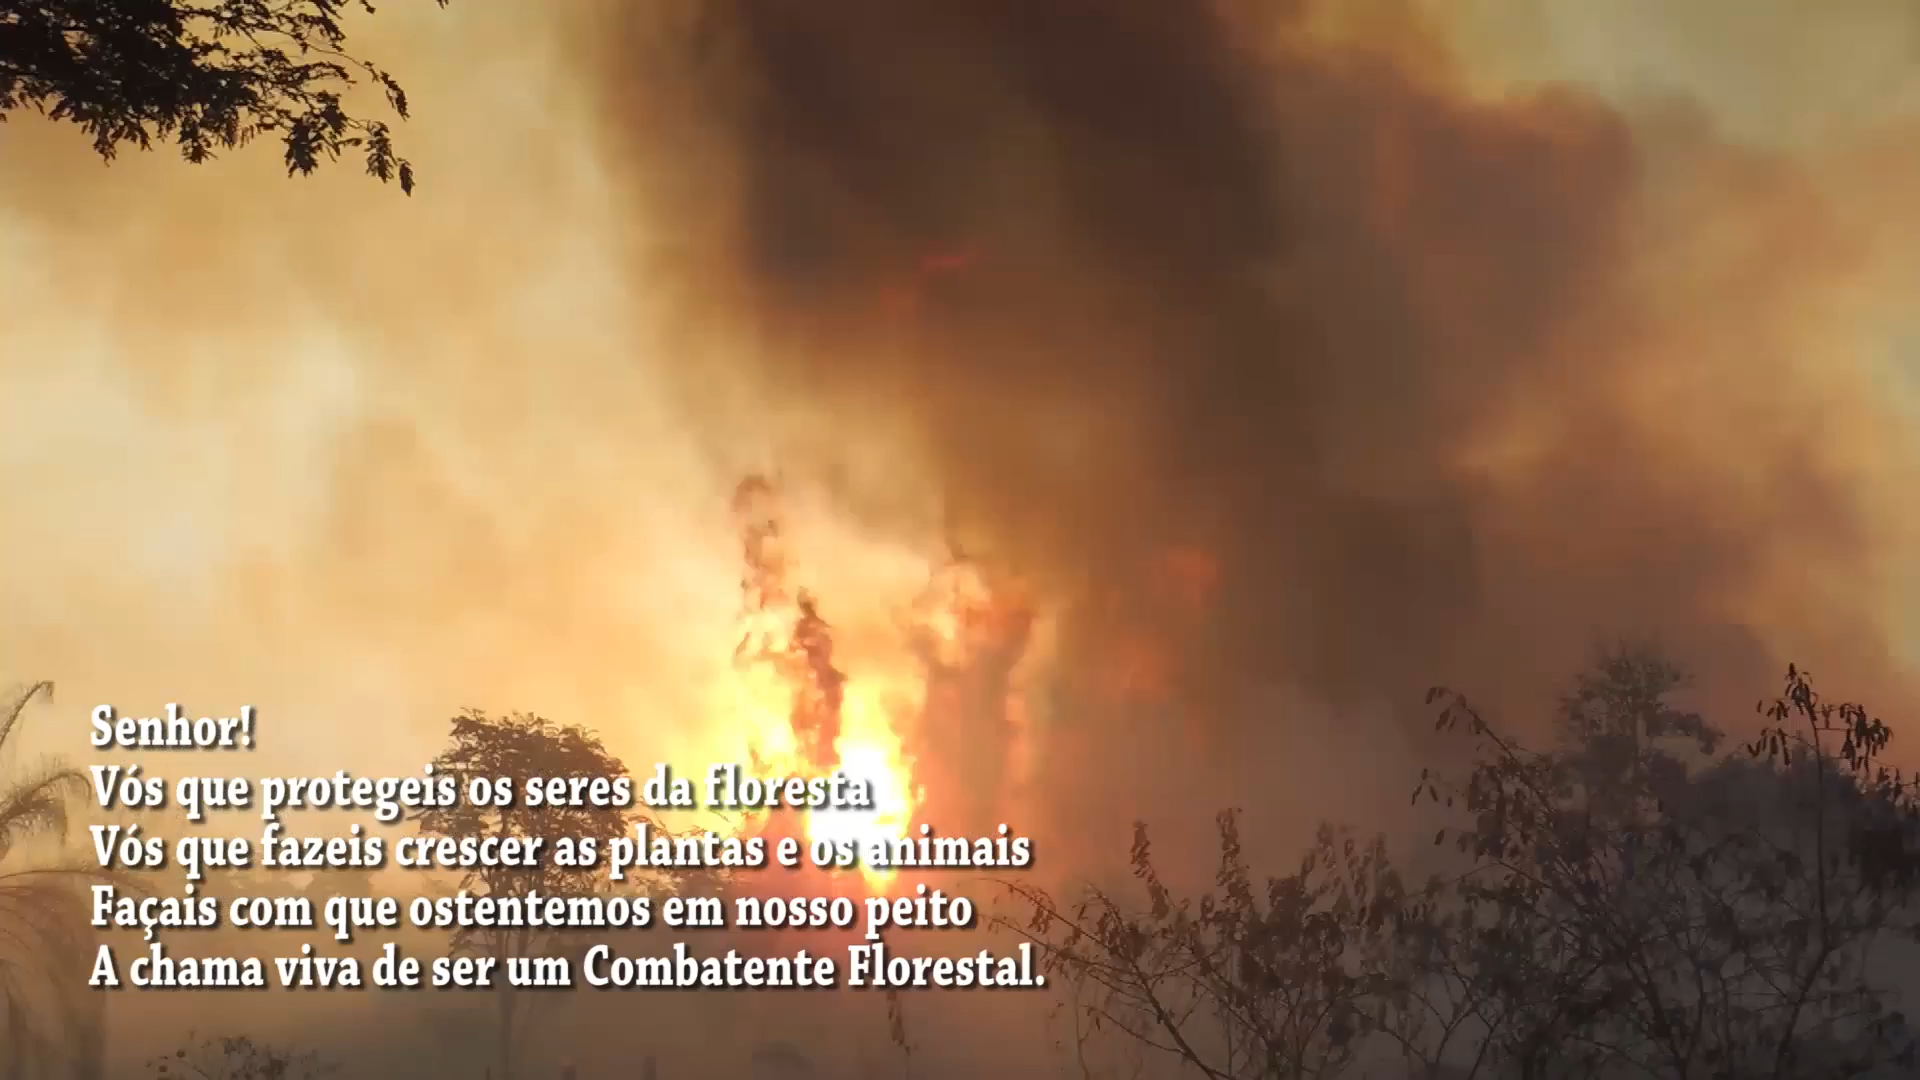 Senhor!
Vós que protegeis os seres da floresta
Vós que fazeis crescer as plantas e os animais
Façais com que ostentemos em nosso peito
A chama viva de ser um Combatente Florestal.